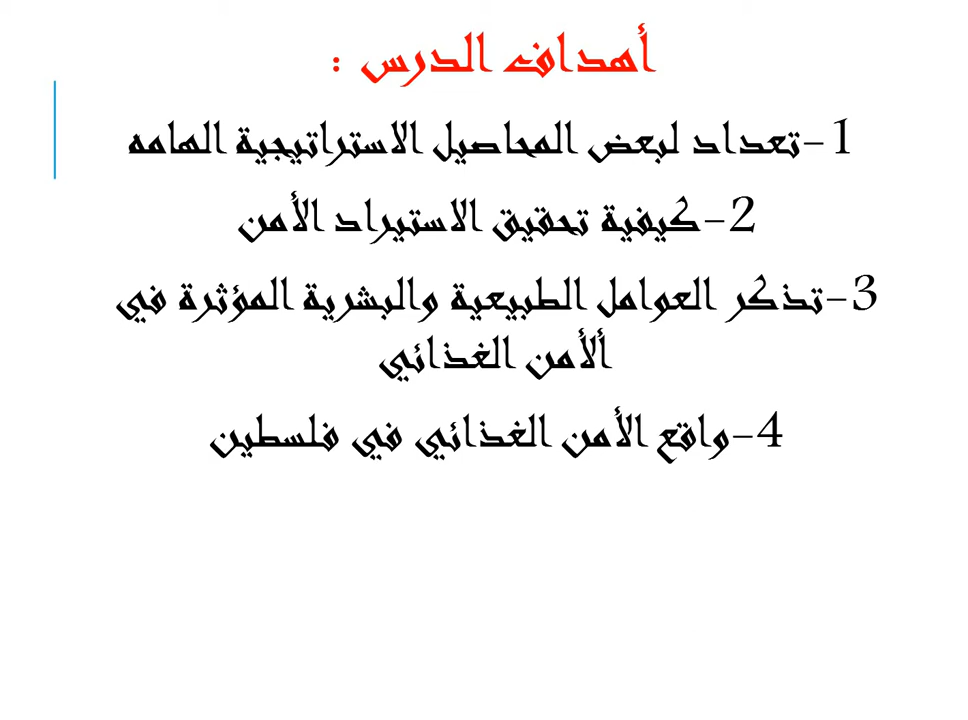 أهداف الدرس :
1-تعداد لبعض المحاصيل الاستراتيجية الهامه
2-كيفية تحقيق الاستيراد الأمن
3-تذكر العوامل الطبيعية والبشرية المؤثرة في
ألأمن الغذائي
4-واقع الأمن الغذائي في فلسطين